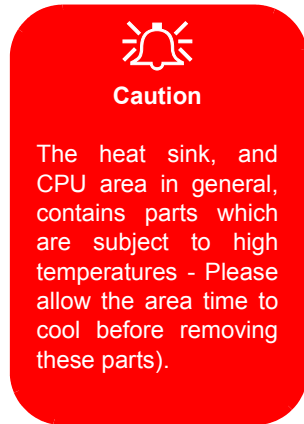 Caution
The heat sink, and
CPU area in general,
contains parts which
are subject to high
temperatures - Please
allow the area time to
cool before removing
these parts).